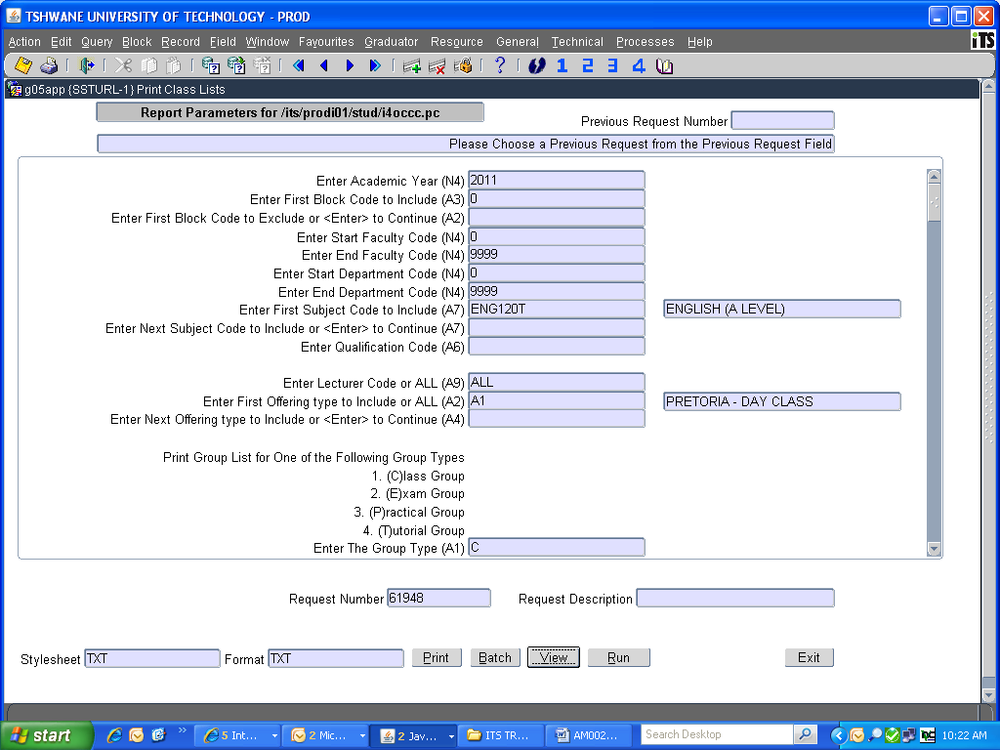 TSHWANE UNIVERSITY OF TECHNOLOGY - PROD
Action Edit Query Block Record Field Window Favourites Graduator Resource General Technical Processes Help
iTS
? 1 2 3 4
g05app {SSTURL-1} Print Class Lists
Report Parameters for /its/prodi01/stud/i4occc.pc
Previous Request Number
Please Choose a Previous Request from the Previous Request Field
Enter Academic Year (N4) 2011
Enter First Block Code to Include (A3) 0
Enter First Block Code to Exclude or <Enter> to Continue (A2)
Enter Start Faculty Code (N4) 0
Enter End Faculty Code (N4) 9999
Enter Start Department Code (N4) 0
Enter End Department Code (N4) 9999
Enter First Subject Code to Include (A7) ENG120T ENGLISH (A LEVEL)
Enter Next Subject Code to Include or <Enter> to Continue (A7)
Enter Qualification Code (A6)
Enter Lecturer Code or ALL (A9) ALL
Enter First Offering type to Include or ALL (A2) A1 PRETORIA - DAY CLASS
Enter Next Offering type to Include or <Enter> to Continue (A4)
Print Group List for One of the Following Group Types
1. (C)lass Group
2. (E)xam Group
3. (P)ractical Group
4. (T)utorial Group
Enter The Group Type (A1) C
Request Number 61948 Request Description
Stylesheet TXT Format TXT Print Batch View Run Exit
start 5 Int... 2 Mic... 2 Jav... ITS TR... AM002... Search Desktop 10:22 AM